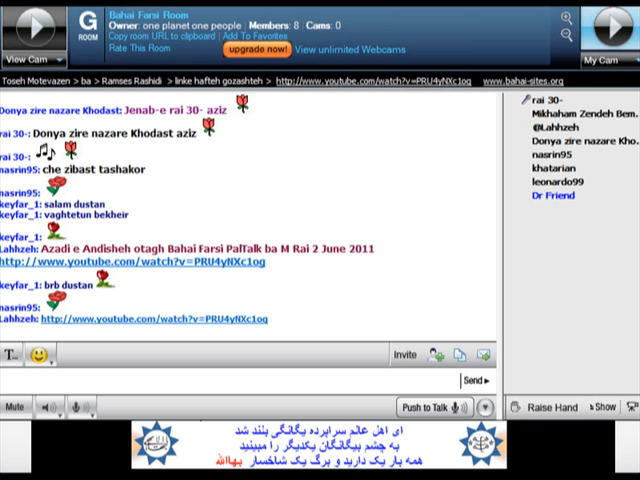 View Cam
G
ROOM
Bahai Farsi Room
Owner: one planet one people | Members: 8 | Cams: 0
Copy room URL to clipboard | Add To Favorites
Rate This Room
upgrade now!
View unlimited Webcams
My Cam
Toseh Motevazen > ba > Ramses Rashidi > linke hafteh gozashteh > http://www.youtube.com/watch?v=PRU4yNXc1og www.bahai-sites.org
Donya zire nazare Khodast: Jenab-e rai 30- aziz
rai 30-: Donya zire nazare Khodast aziz
rai 30-:
nasrin95: che zibast tashakor
nasrin95:
keyfar_1: salam dustan
keyfar_1: vaghtetun bekheir
keyfar_1:
Lahhzeh: Azadi e Andisheh otagh Bahai Farsi PalTalk ba M Rai 2 June 2011
http://www.youtube.com/watch?v=PRU4yNXc1og
keyfar_1: brb dustan
nasrin95:
Lahhzeh: http://www.youtube.com/watch?v=PRU4yNXc1og
rai 30-
Mikhaham Zendeh Bem.
@Lahhzeh
Donya zire nazare Kho..
nasrin95
khatarian
leonardo99
Dr Friend
T...
Invite
Send
Mute
Push to Talk
Raise Hand
Show
ای اهل عالم سراپرده یگانگی بلند شد
به چشم بیگانگان یکدیگر را مبینید
همه بار یک دارید و برگ یک شاخسار بهاالله